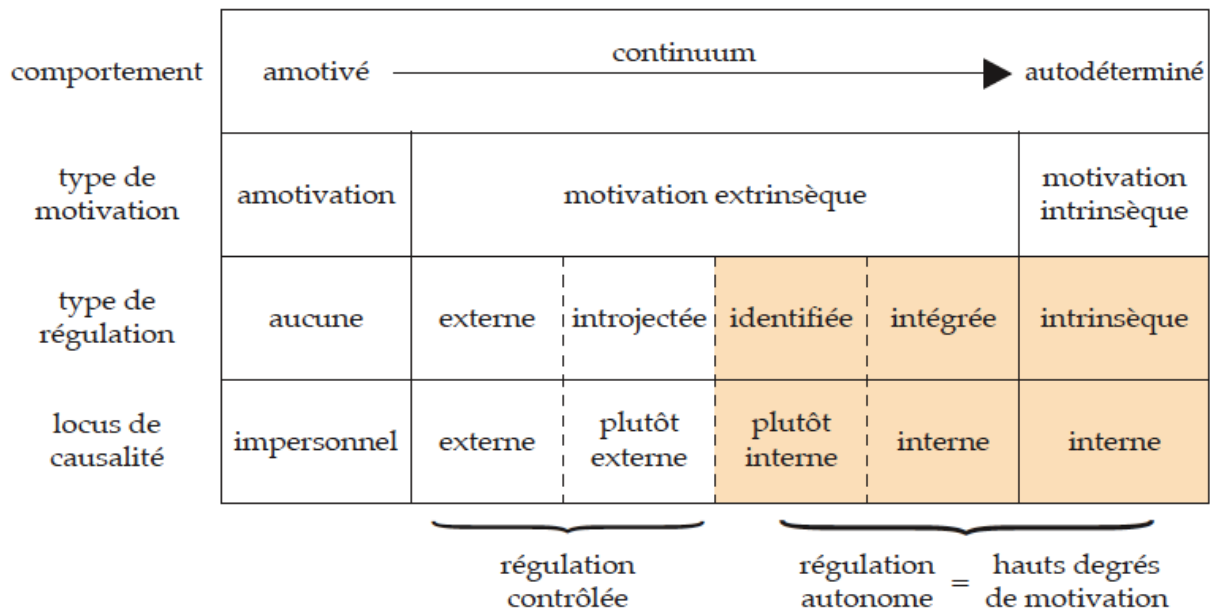 continuum
comportement amotivé autodéterminé
type de
motivation
amotivation
motivation extrinsèque
motivation
intrinsèque
type de
régulation
aucune
externe
introjectée
identifiée
intégrée
intrinsèque
locus de
causalité
impersonnel
externe
plutôt
externe
plutôt
interne
interne
interne
régulation
contrôlée
régulation
autonome
=
hauts degrés
de motivation